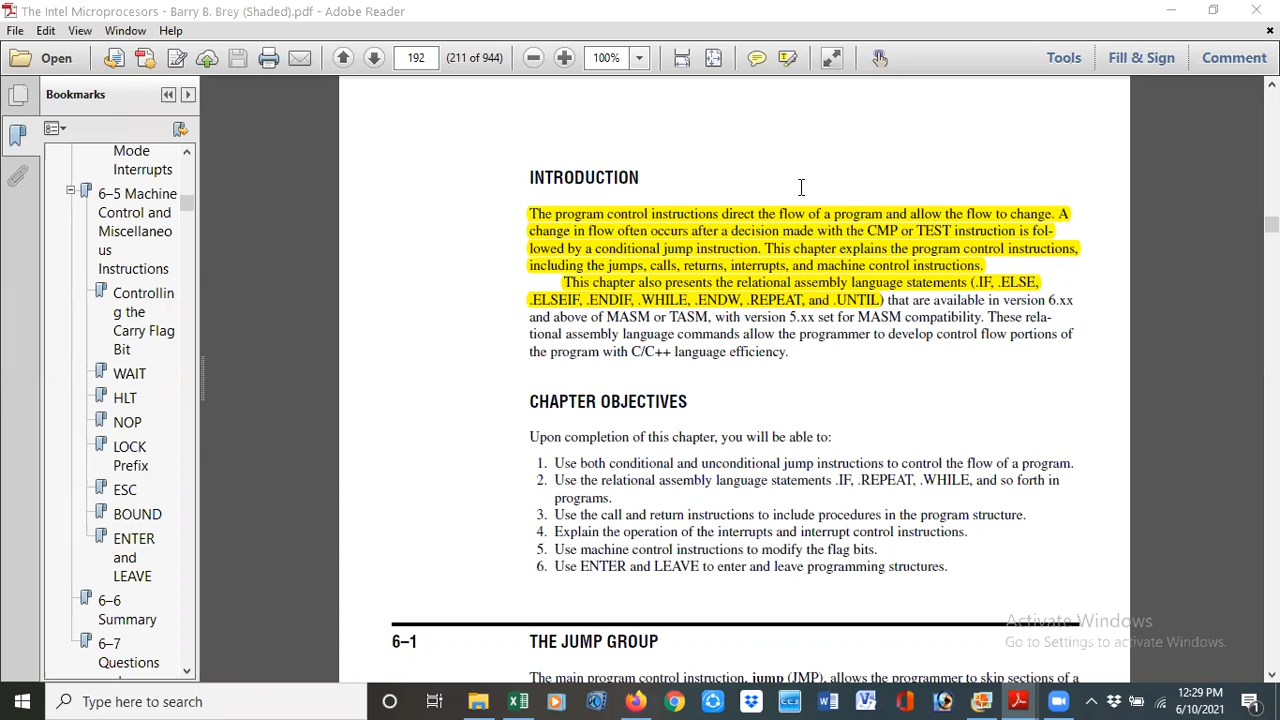 The Intel Microprocesors - Barry B. Brey (Shaded).pdf - Adobe Reader
File Edit View Window Help
Open 192 (211 of 944) 100% Tools Fill & Sign Comment
Bookmarks
Mode
Interrupts
6–5 Machine
Control and
Miscellaneo
us
Instructions
Controllin
g the
Carry Flag
Bit
WAIT
HLT
NOP
LOCK
Prefix
ESC
BOUND
ENTER
and
LEAVE
6–6
Summary
6–7
Questions
INTRODUCTION
The program control instructions direct the flow of a program and allow the flow to change. A
change in flow often occurs after a decision made with the CMP or TEST instruction is fol-
lowed by a conditional jump instruction. This chapter explains the program control instructions,
including the jumps, calls, returns, interrupts, and machine control instructions.
This chapter also presents the relational assembly language statements (.IF, .ELSE,
.ELSEIF, .ENDIF, .WHILE, .ENDW, .REPEAT, and .UNTIL) that are available in version 6.xx
and above of MASM or TASM, with version 5.xx set for MASM compatibility. These rela-
tional assembly language commands allow the programmer to develop control flow portions of
the program with C/C++ language efficiency.
CHAPTER OBJECTIVES
Upon completion of this chapter, you will be able to:
1. Use both conditional and unconditional jump instructions to control the flow of a program.
2. Use the relational assembly language statements .IF, .REPEAT, .WHILE, and so forth in
programs.
3. Use the call and return instructions to include procedures in the program structure.
4. Explain the operation of the interrupts and interrupt control instructions.
5. Use machine control instructions to modify the flag bits.
6. Use ENTER and LEAVE to enter and leave programming structures.
6–1 THE JUMP GROUP
The main program control instruction, jump (JMP), allows the programmer to skip sections of a
Activate Windows
Go to Settings to activate Windows.
Type here to search
12:29 PM
6/10/2021